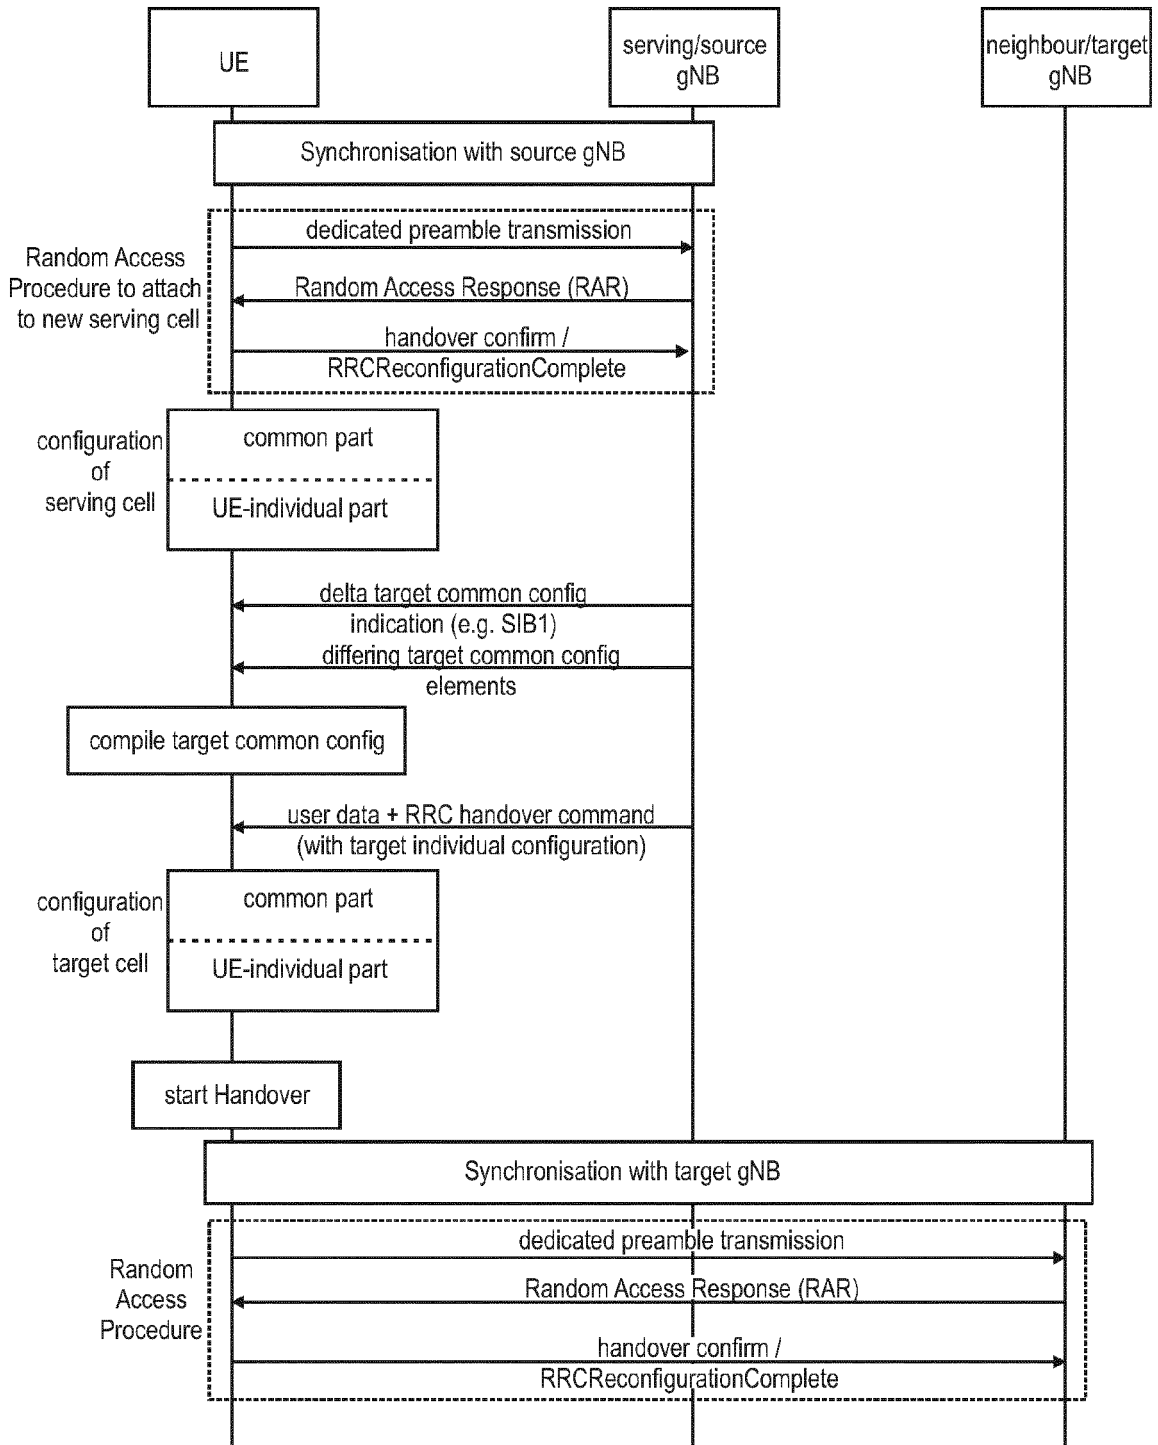 UE
serving/source
gNB
neighbour/target
gNB
Synchronisation with source gNB
Random Access
Procedure to attach
to new serving cell
dedicated preamble transmission
Random Access Response (RAR)
handover confirm /
RRCReconfigurationComplete
configuration
of
serving cell
common part
UE-individual part
delta target common config
indication (e.g. SIB1)
differing target common config
elements
compile target common config
user data + RRC handover command
(with target individual configuration)
configuration
of
target cell
common part
UE-individual part
start Handover
Synchronisation with target gNB
Random
Access
Procedure
dedicated preamble transmission
Random Access Response (RAR)
handover confirm /
RRCReconfigurationComplete